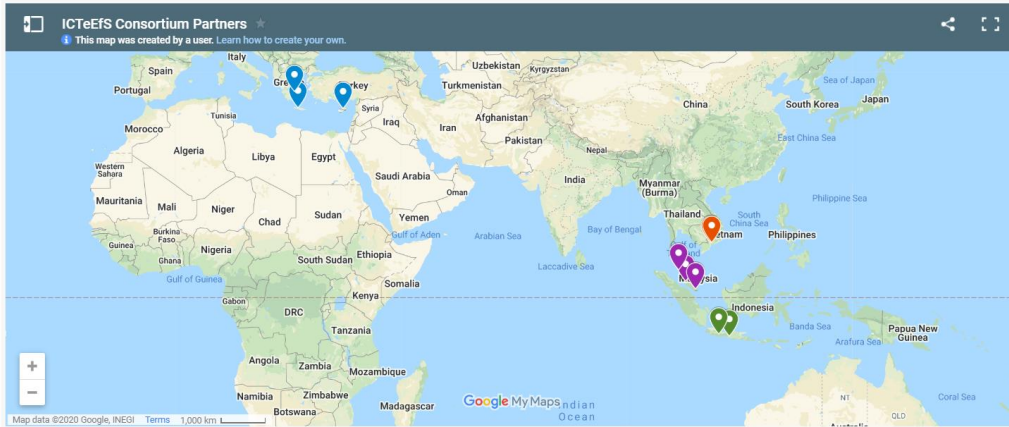 ICTeEfS Consortium Partners
This map was created by a user. Learn how to create your own.
Italy
Uzbekistan
Kyrgyzstan
Spain
Portugal
Turkmenistan
Sea of Japan
China
South Korea
Japan
Syria
Tunisia
Iraq
Iran
Afghanistan
Morocco
Pakistan
East China Sea
Algeria
Libya
Egypt
Nepal
Western
Sahara
Saudi Arabia
India
Oman
Myanmar
(Burma)
Mauritania
Mali
Niger
Chad
Sudan
Yemen
Thailand
South
China Sea
Philippine Sea
Burkina
Faso
Gulf of Aden
Arabian Sea
Bay of Bengal
Philippines
Guinea
Ghana
Nigeria
South Sudan
Ethiopia
Laccadive Sea
Gulf of Guinea
Somalia
Gabon
Kenya
DRC
Indonesia
Banda Sea
Papua New
Guinea
Tanzania
Arafura Sea
Angola
Zambia
Mozambique
Namibia
Zimbabwe
Botswana
Madagascar
Google My Maps
Indian
Ocean
NT
QLD
Coral Sea
Map data ©2020 Google, INEGI Terms 1,000 km